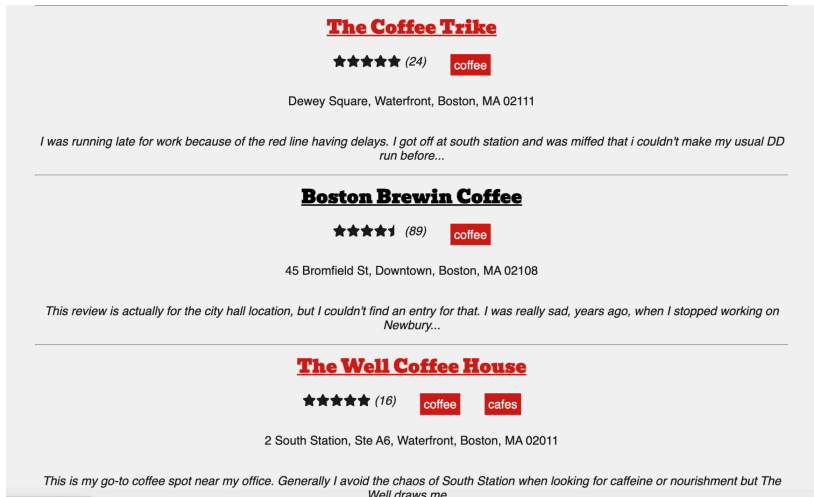 The Coffee Trike
(24) coffee
Dewey Square, Waterfront, Boston, MA 02111
I was running late for work because of the red line having delays. I got off at south station and was miffed that i couldn't make my usual DD
run before...
Boston Brewin Coffee
(89) coffee
45 Bromfield St, Downtown, Boston, MA 02108
This review is actually for the city hall location, but I couldn't find an entry for that. I was really sad, years ago, when I stopped working on
Newbury...
The Well Coffee House
(16) coffee cafes
2 South Station, Ste A6, Waterfront, Boston, MA 02011
This is my go-to coffee spot near my office. Generally I avoid the chaos of South Station when looking for caffeine or nourishment but The
Well draws me